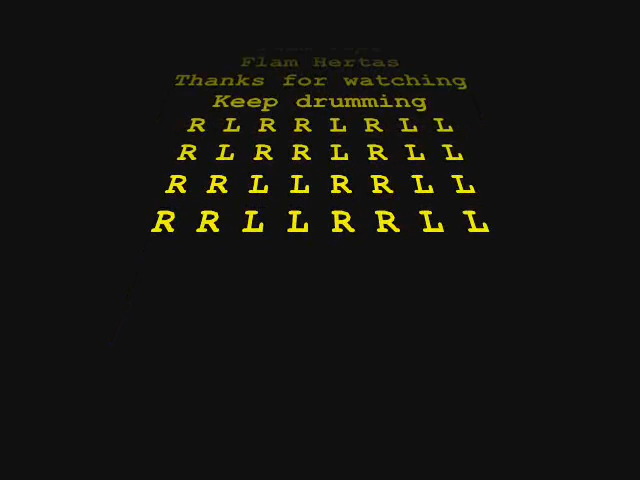 Flam Hertas
Thanks for watching
Keep drumming
R L R R L R L L
R L R R L R L L
R R L L R R L L
R R L L R R L L